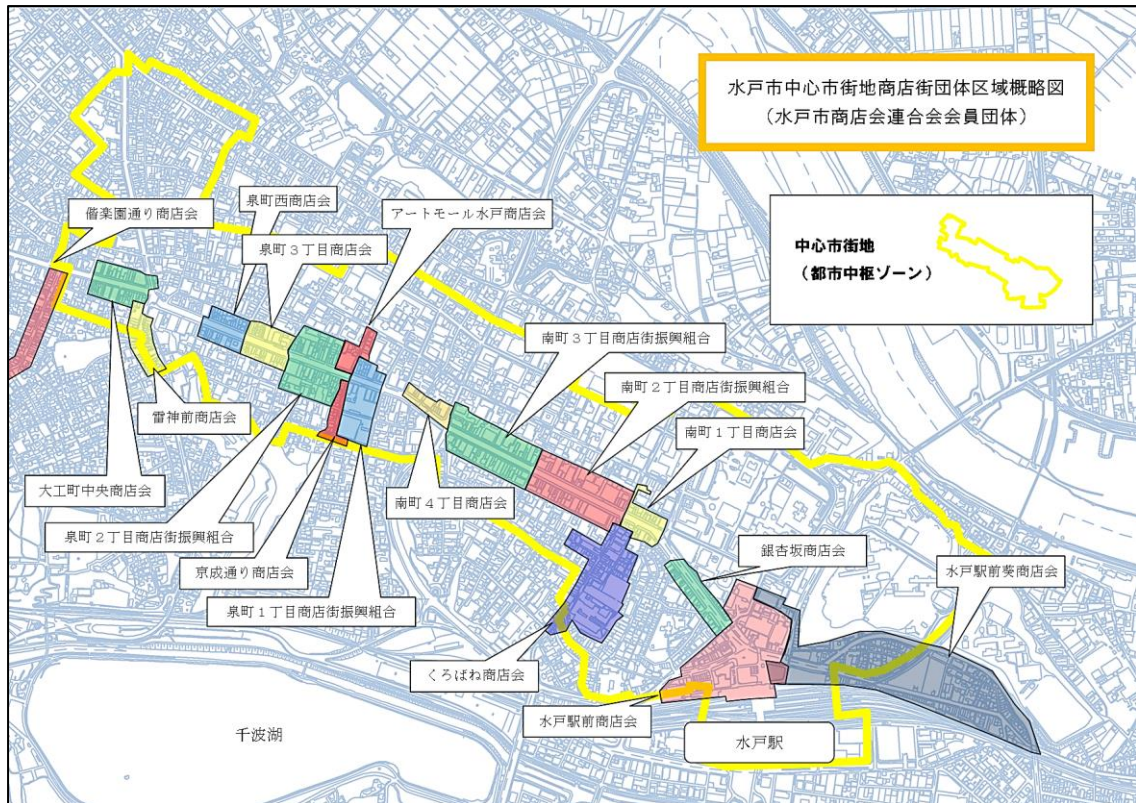 水戸市中心市街地商店街団体区域概略図
（水戸市商店会連合会会員団体）
中心市街地
（都市中枢ゾーン）
偕楽園通り商店会
泉町西商店会
泉町３丁目商店会
アートモール水戸商店会
南町３丁目商店街振興組合
南町２丁目商店街振興組合
南町１丁目商店会
雷神前商店会
大工町中央商店会
泉町２丁目商店街振興組合
京成通り商店会
泉町１丁目商店街振興組合
南町４丁目商店会
銀杏坂商店会
水戸駅前葵商店会
くろばね商店会
水戸駅前商店会
水戸駅
千波湖